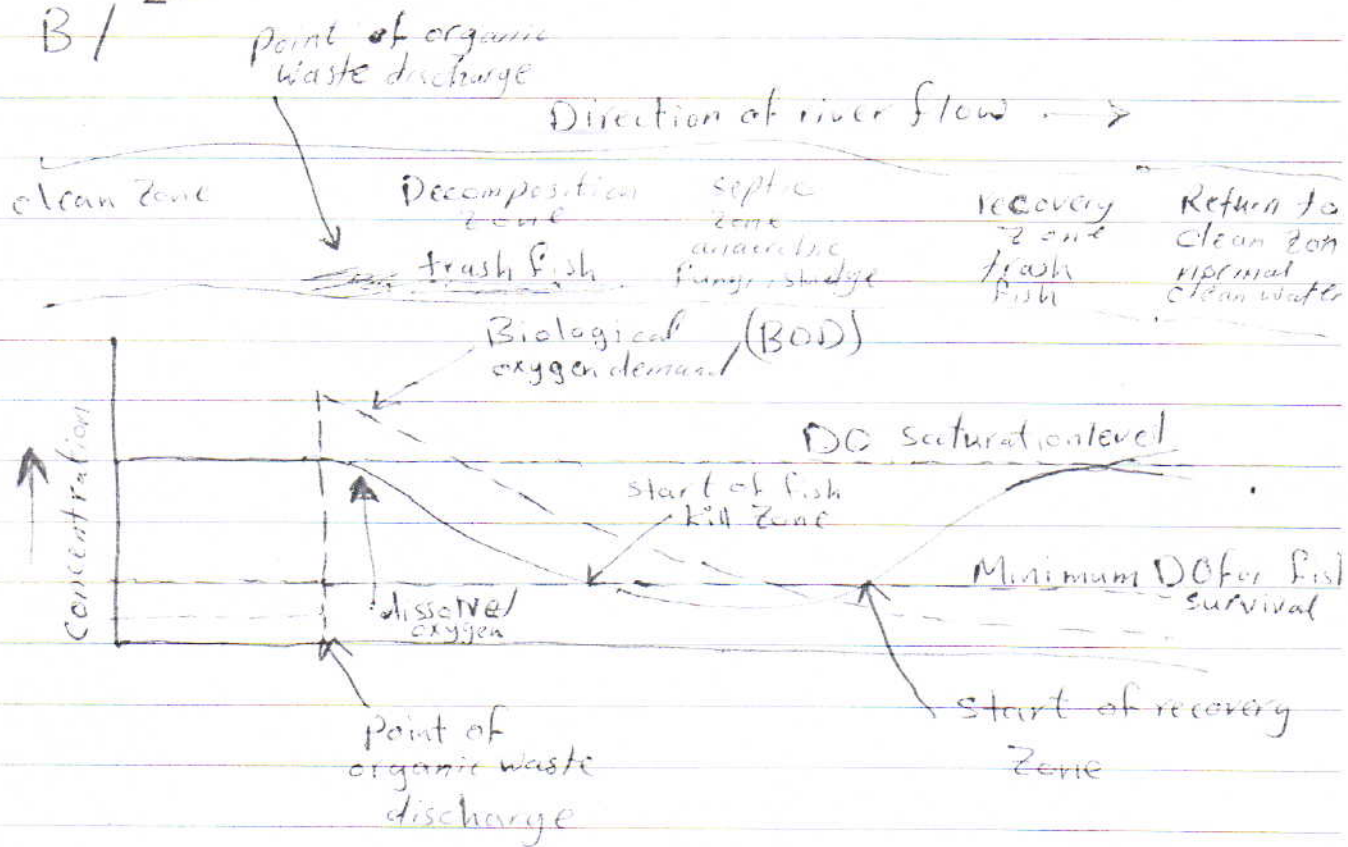 B/
point of organic
waste discharge
Direction of river flow
clean zone
Decomposition
zone
trash fish
septic
zone
anaerobic
Fungi, sludge
recovery
zone
trash
fish
Return to
clean zon
normal
clean water
Biological (BOD)
oxygen demand
Concentration
DO saturation level
start of fish
kill zone
dissolved
oxygen
Minimum DO for fish
survival
Point of
organic waste
discharge
start of recovery
zone